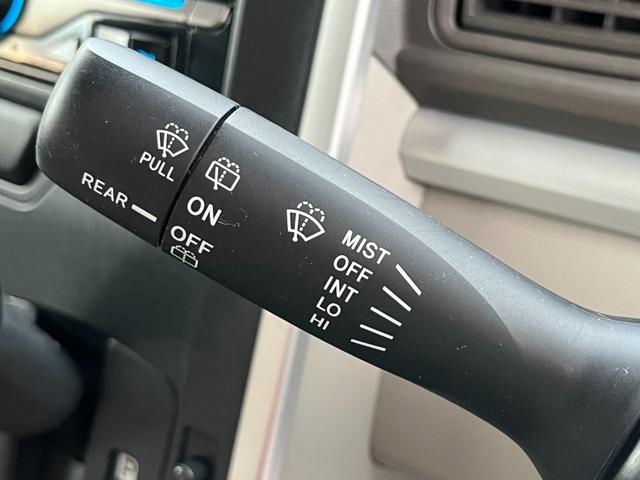 PULL
REAR
ON
OFF
MIST
OFF
INT
LO
HI